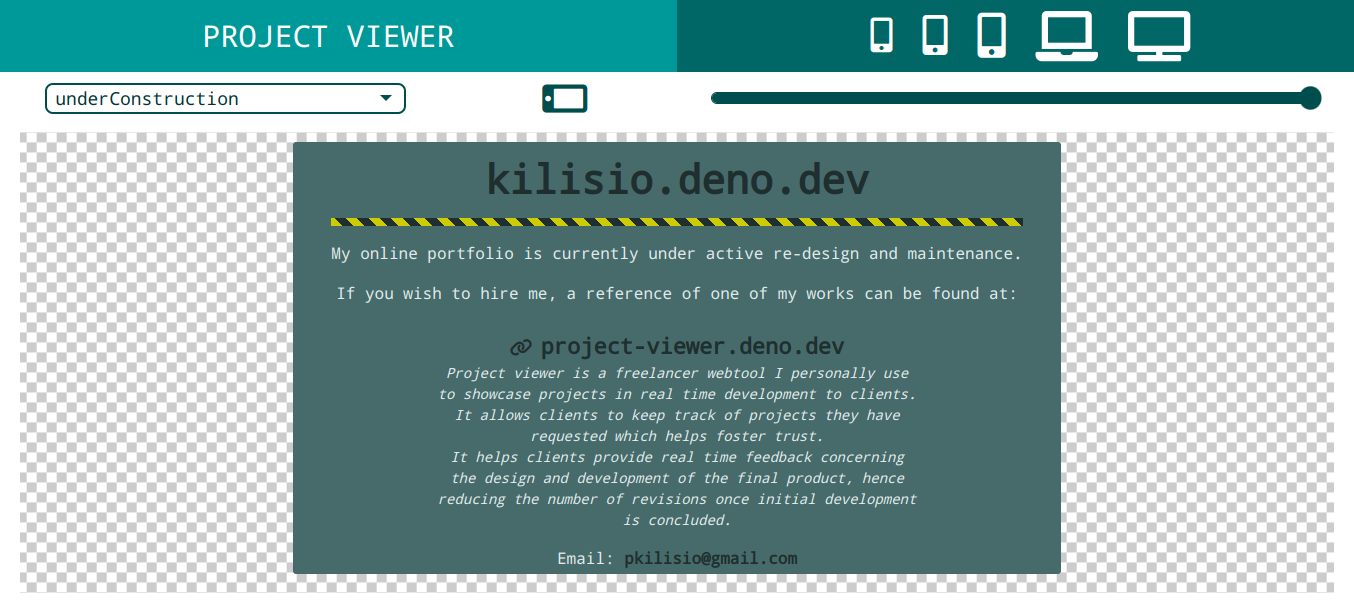 PROJECT VIEWER
underConstruction
kilisio.deno.dev
My online portfolio is currently under active re-design and maintenance.
If you wish to hire me, a reference of one of my works can be found at:
project-viewer.deno.dev
Project viewer is a freelancer webtool I personally use
to showcase projects in real time development to clients.
It allows clients to keep track of projects they have
requested which helps foster trust.
It helps clients provide real time feedback concerning
the design and development of the final product, hence
reducing the number of revisions once initial development
is concluded.
Email: pkilisio@gmail.com